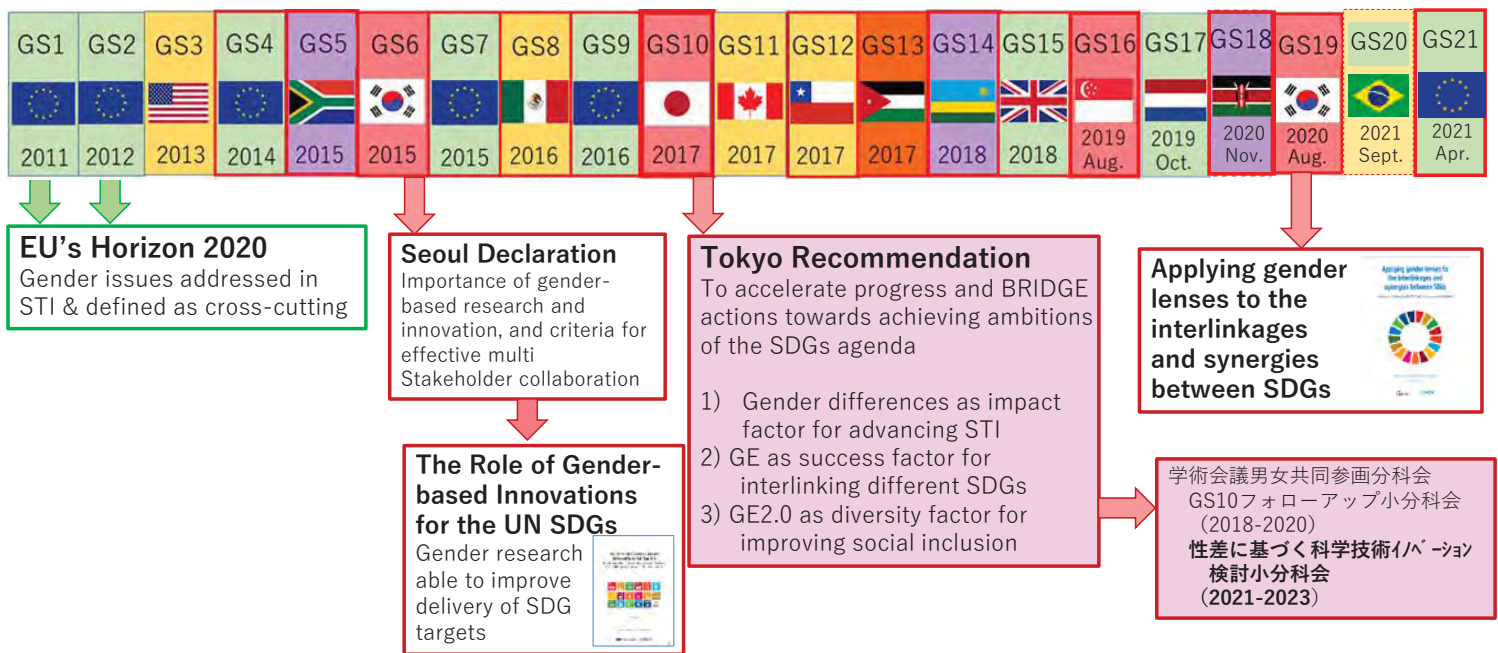 GS1 GS2 GS3 GS4 GS5 GS6 GS7 GS8 GS9 GS10 GS11 GS12 GS13 GS14 GS15 GS16 GS17 GS18 GS19 GS20 GS21
2011 2012 2013 2014 2015 2015 2015 2016 2016 2017 2017 2017 2017 2018 2018 2019 Aug. 2019 Oct. 2020 Nov. 2020 Aug. 2021 Sept. 2021 Apr.
EU's Horizon 2020
Gender issues addressed in
STI & defined as cross-cutting
Seoul Declaration
Importance of gender-
based research and
innovation, and criteria for
effective multi
Stakeholder collaboration
The Role of Gender-
based Innovations
for the UN SDGs
Gender research
able to improve
delivery of SDG
targets
Tokyo Recommendation
To accelerate progress and BRIDGE
actions towards achieving ambitions
of the SDGs agenda
1) Gender differences as impact
factor for advancing STI
2) GE as success factor for
interlinking different SDGs
3) GE2.0 as diversity factor for
improving social inclusion
Applying gender
lenses to the
interlinkages
and synergies
between SDGs
Applying gender lenses to
the interlinkages and
synergies between SDGs
学術会議男女共同参画分科会
GS10フォローアップ小分科会
（2018-2020）
性差に基づく科学技術ｲﾉﾍﾞｰｼｮﾝ
検討小分科会
（2021-2023）